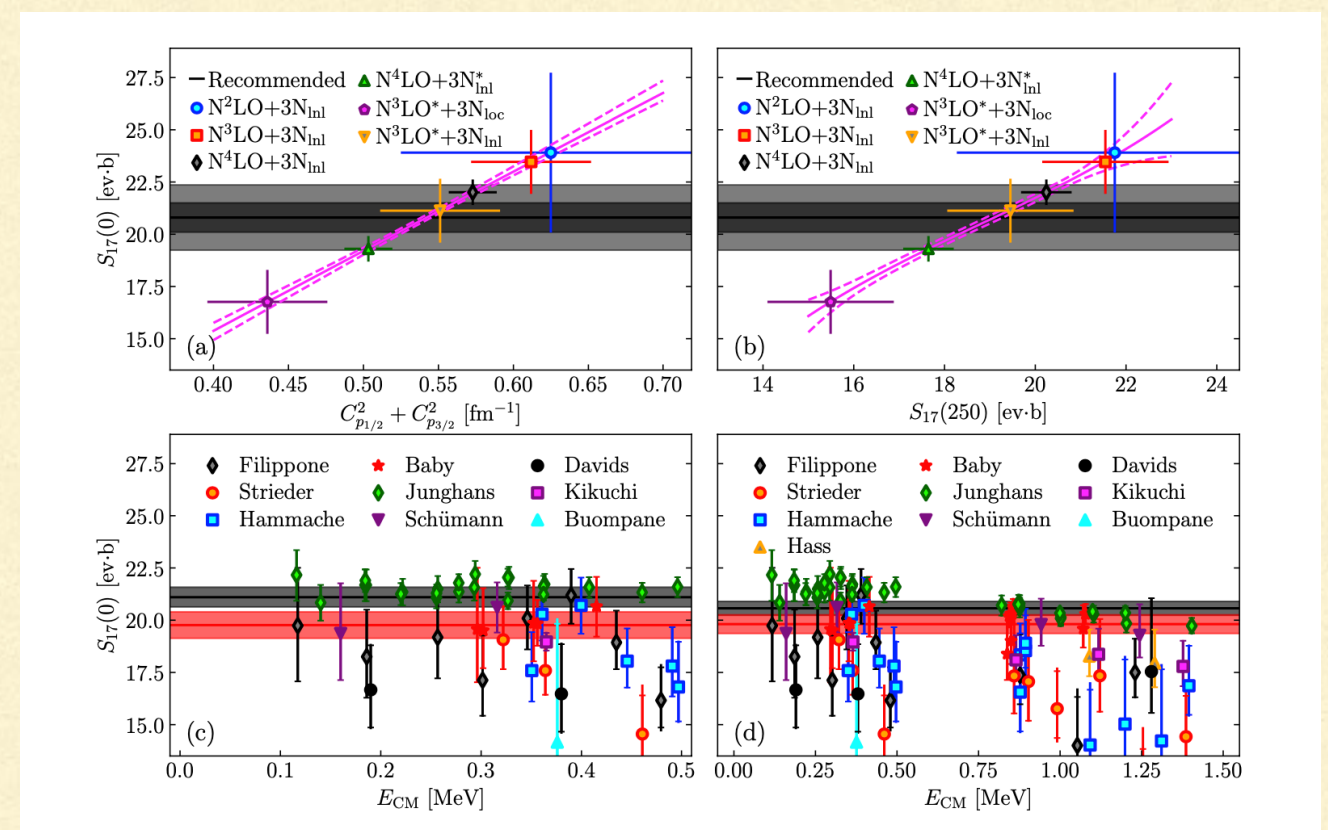 27.5
25.0
22.5
20.0
17.5
15.0
S₁₇(0) [ev·b]
Recommended
N²LO+3N_lnl
N³LO+3N_lnl
N⁴LO+3N_lnl
N⁴LO+3N*_lnl
N³LO*+3N_loc
N³LO*+3N_lnl
(a)
0.40 0.45 0.50 0.55 0.60 0.65 0.70
C²_p₁/₂ + C²_p₃/₂ [fm⁻¹]
Recommended
N²LO+3N_lnl
N³LO+3N_lnl
N⁴LO+3N_lnl
N⁴LO+3N*_lnl
N³LO*+3N_loc
N³LO*+3N_lnl
(b)
14 16 18 20 22 24
S₁₇(250) [ev·b]
27.5
25.0
22.5
20.0
17.5
15.0
S₁₇(0) [ev·b]
Filippone
Strieder
Hammache
Baby
Junghans
Schümann
Davids
Kikuchi
Buompane
(c)
0.0 0.1 0.2 0.3 0.4 0.5
E_CM [MeV]
Filippone
Strieder
Hammache
Hass
Baby
Junghans
Schümann
Davids
Kikuchi
Buompane
(d)
0.00 0.25 0.50 0.75 1.00 1.25 1.50
E_CM [MeV]